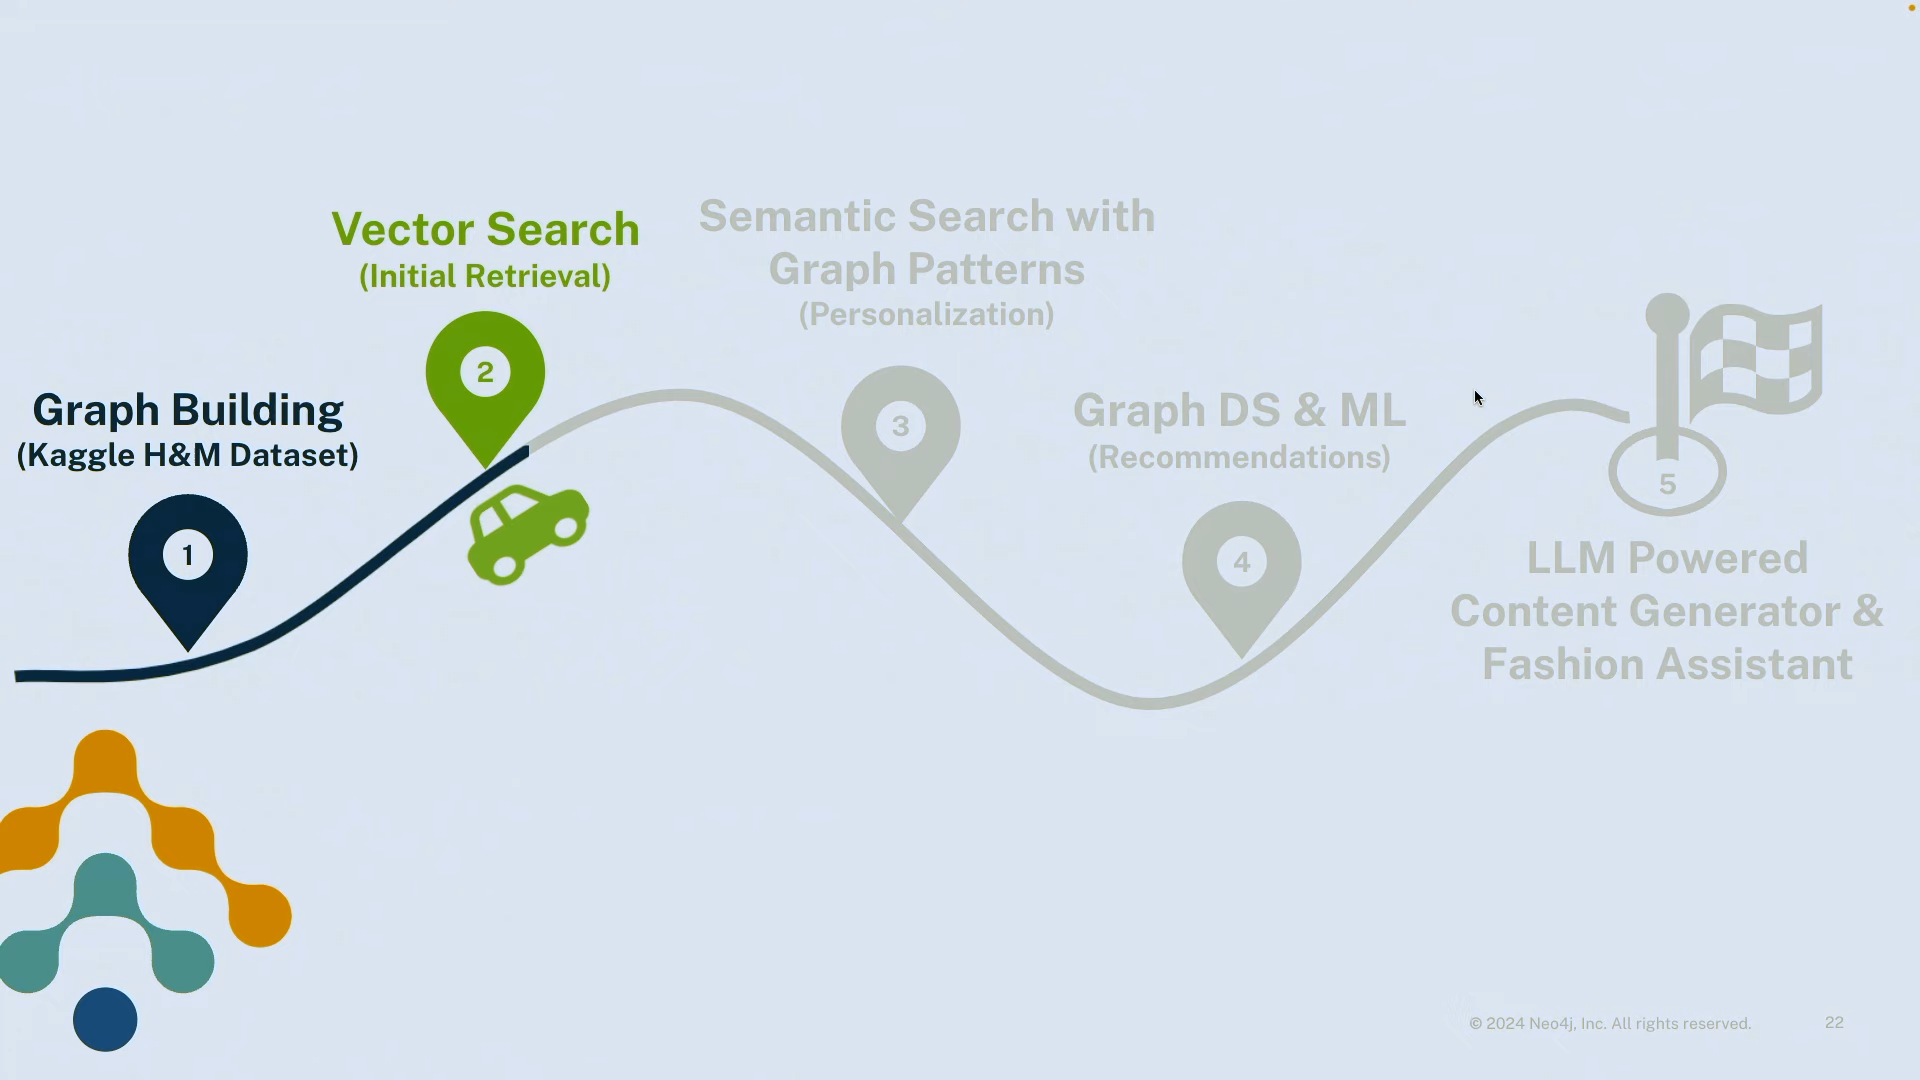 Graph Building
(Kaggle H&M Dataset)
1
Vector Search
(Initial Retrieval)
2
Semantic Search with
Graph Patterns
(Personalization)
3
Graph DS & ML
(Recommendations)
4
5
LLM Powered
Content Generator &
Fashion Assistant
© 2024 Neo4j, Inc. All rights reserved.
22